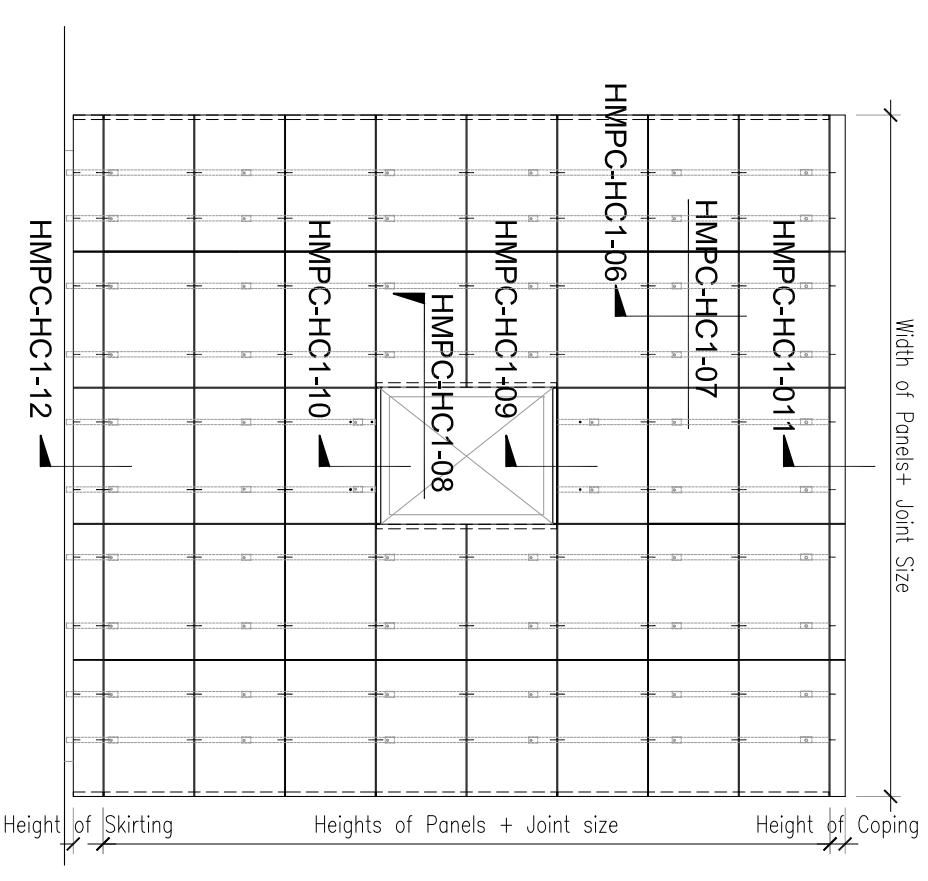 HMPC-HC1-06
HMPC-HC1-07
HMPC-HC1-011
HMPC-HC1-09
HMPC-HC1-08
HMPC-HC1-10
HMPC-HC1-12
Width of Panels+ Joint Size
Height of Skirting
Heights of Panels + Joint size
Height of Coping